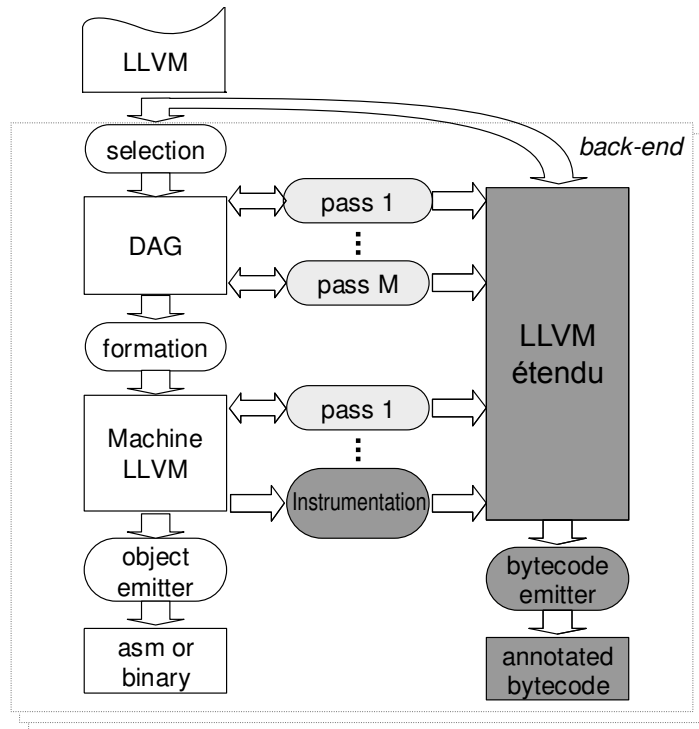 LLVM
back-end
selection
pass 1
DAG
pass M
LLVM
étendu
formation
pass 1
Machine
LLVM
Instrumentation
object
emitter
bytecode
emitter
asm or
binary
annotated
bytecode